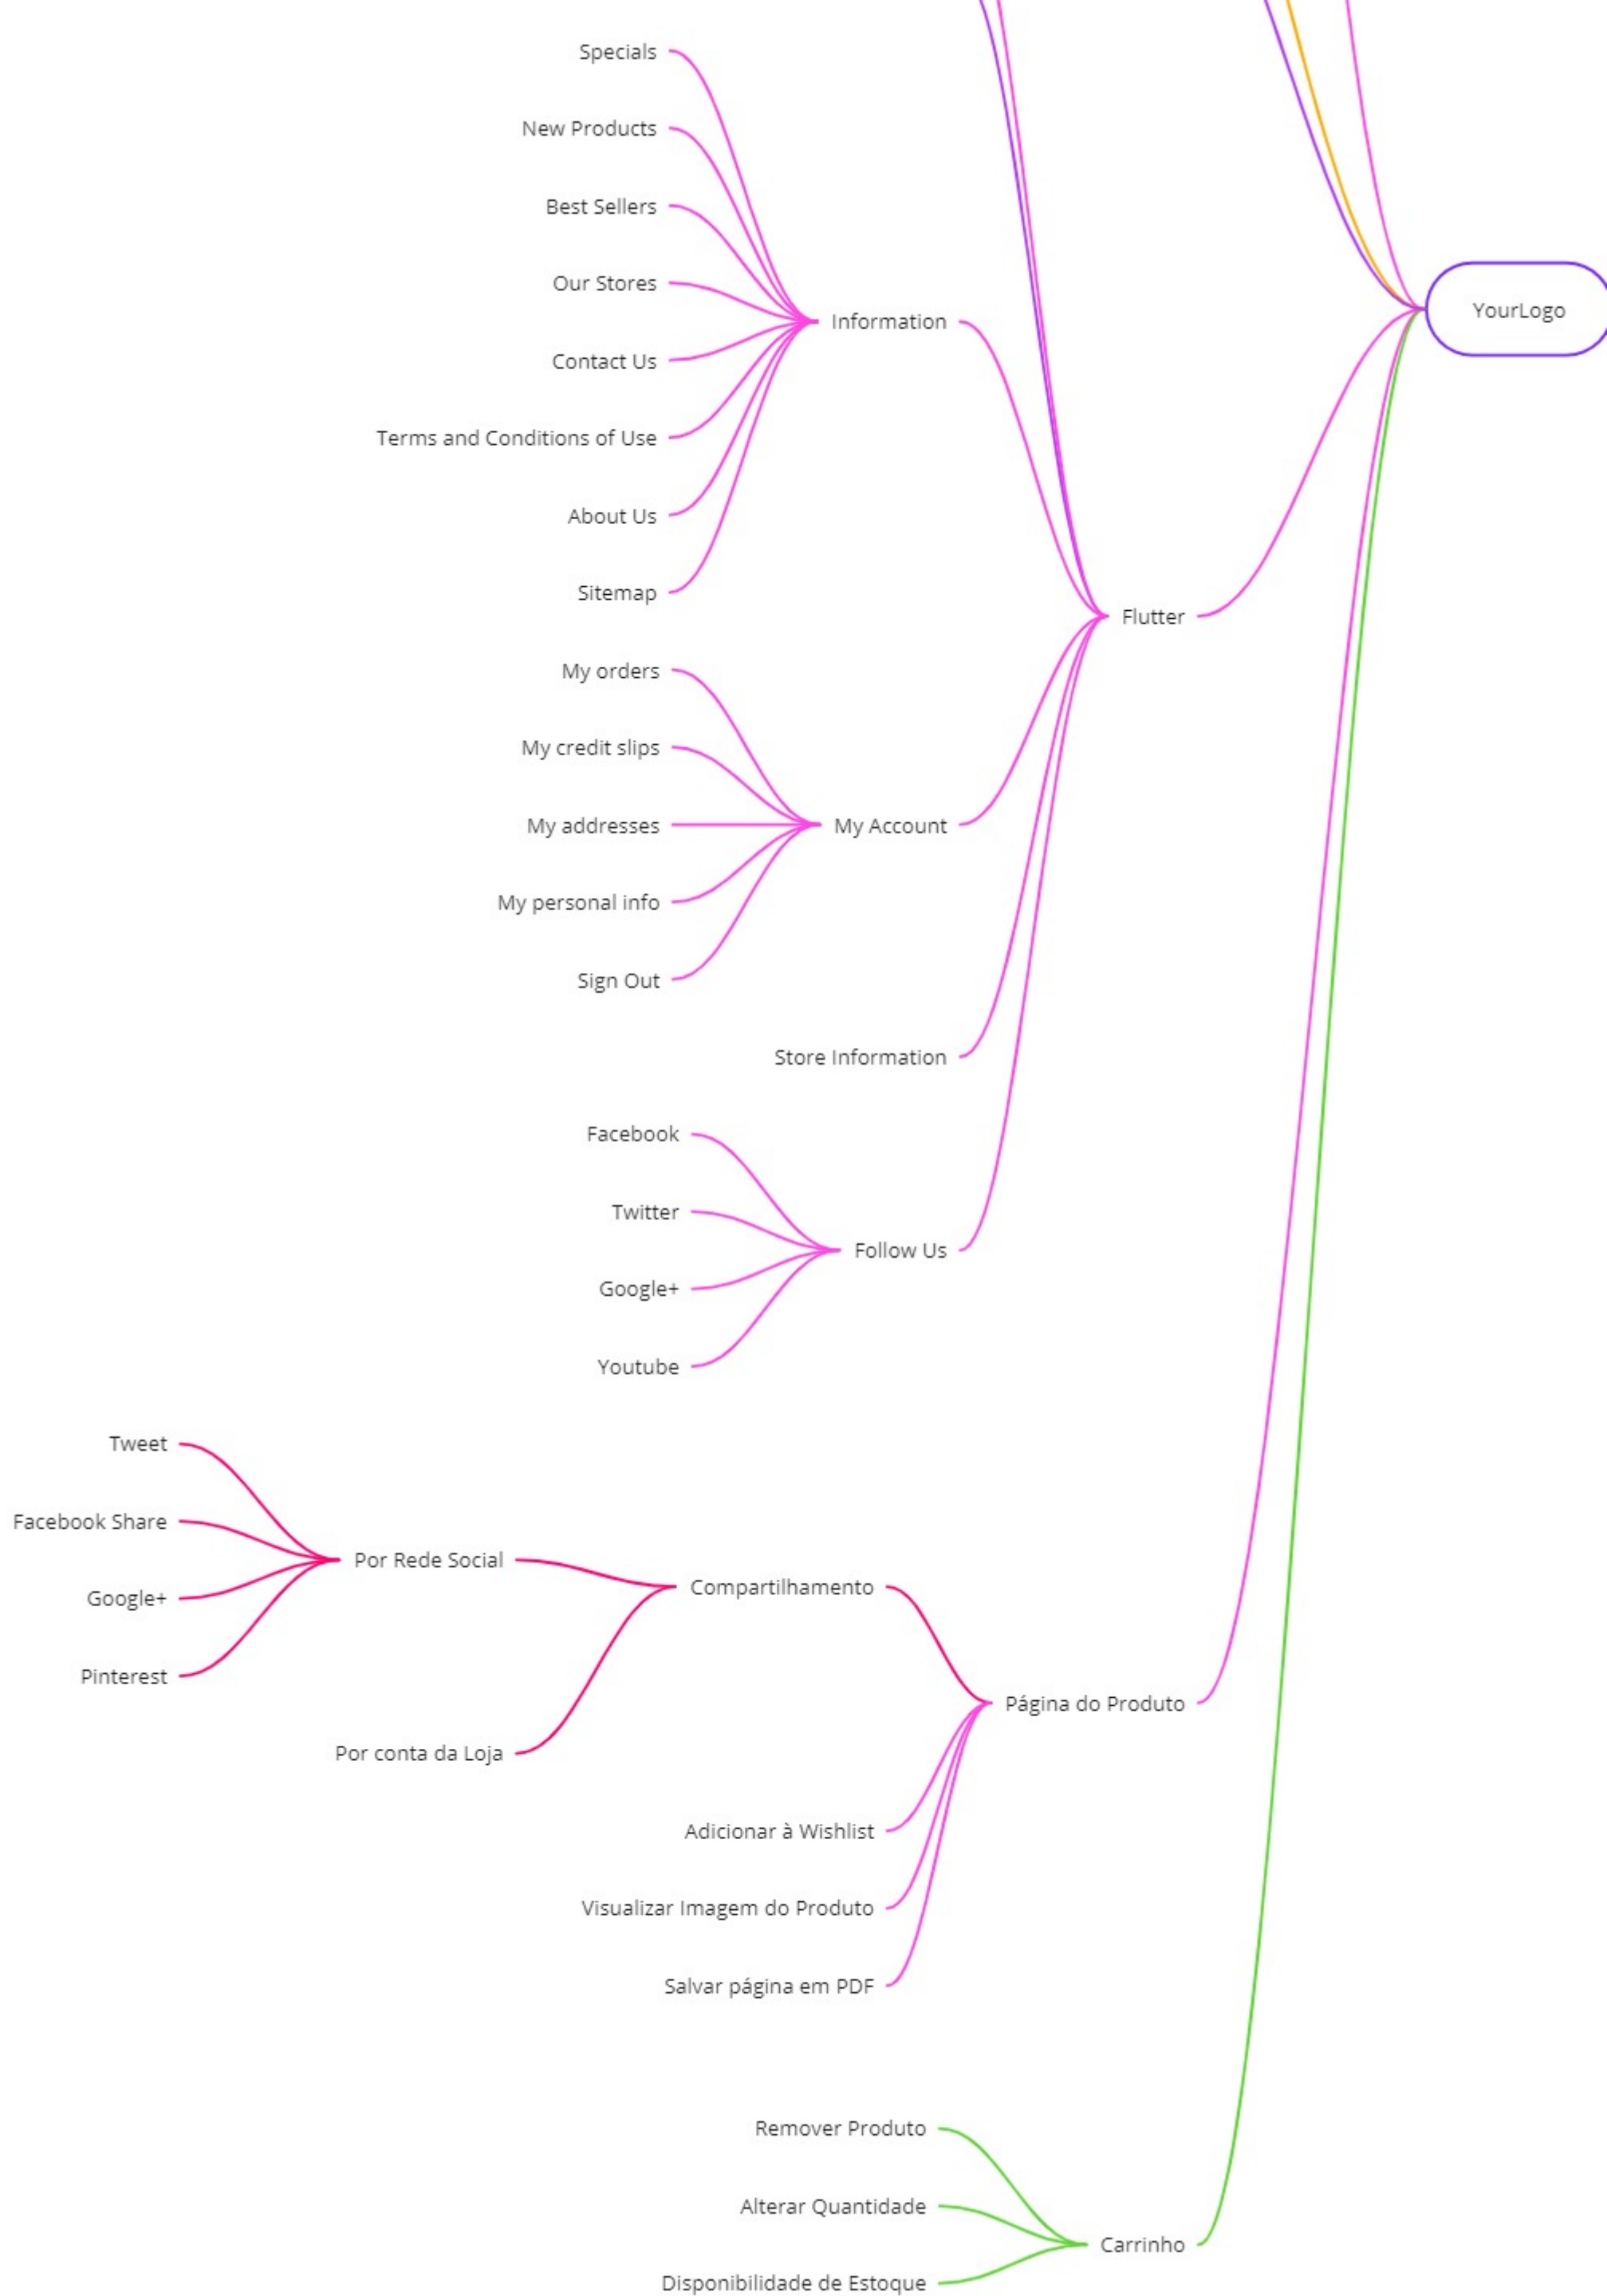 Specials
New Products
Best Sellers
Our Stores
Information
YourLogo
Contact Us
Terms and Conditions of Use
About Us
Sitemap
Flutter
My orders
My credit slips
My addresses
My Account
My personal info
Sign Out
Store Information
Facebook
Twitter
Follow Us
Google+
Youtube
Tweet
Facebook Share
Por Rede Social
Compartilhamento
Google+
Pinterest
Página do Produto
Por conta da Loja
Adicionar à Wishlist
Visualizar Imagem do Produto
Salvar página em PDF
Remover Produto
Alterar Quantidade
Carrinho
Disponibilidade de Estoque